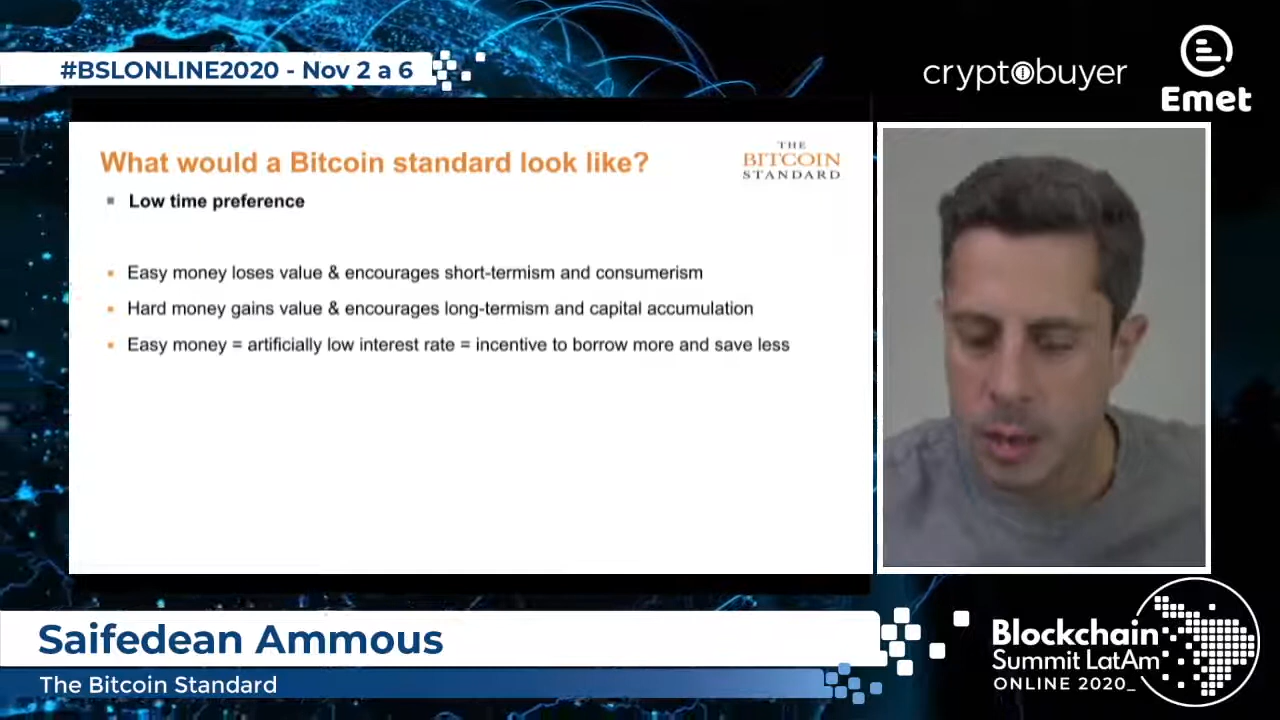 #BSLONLINE2020 - Nov 2 a 6
cryptobuyer
Emet
What would a Bitcoin standard look like?
THE
BITCOIN
STANDARD
Low time preference
Easy money loses value & encourages short-termism and consumerism
Hard money gains value & encourages long-termism and capital accumulation
Easy money = artificially low interest rate = incentive to borrow more and save less
Saifedean Ammous
The Bitcoin Standard
Blockchain
Summit LatAm
ONLINE 2020_